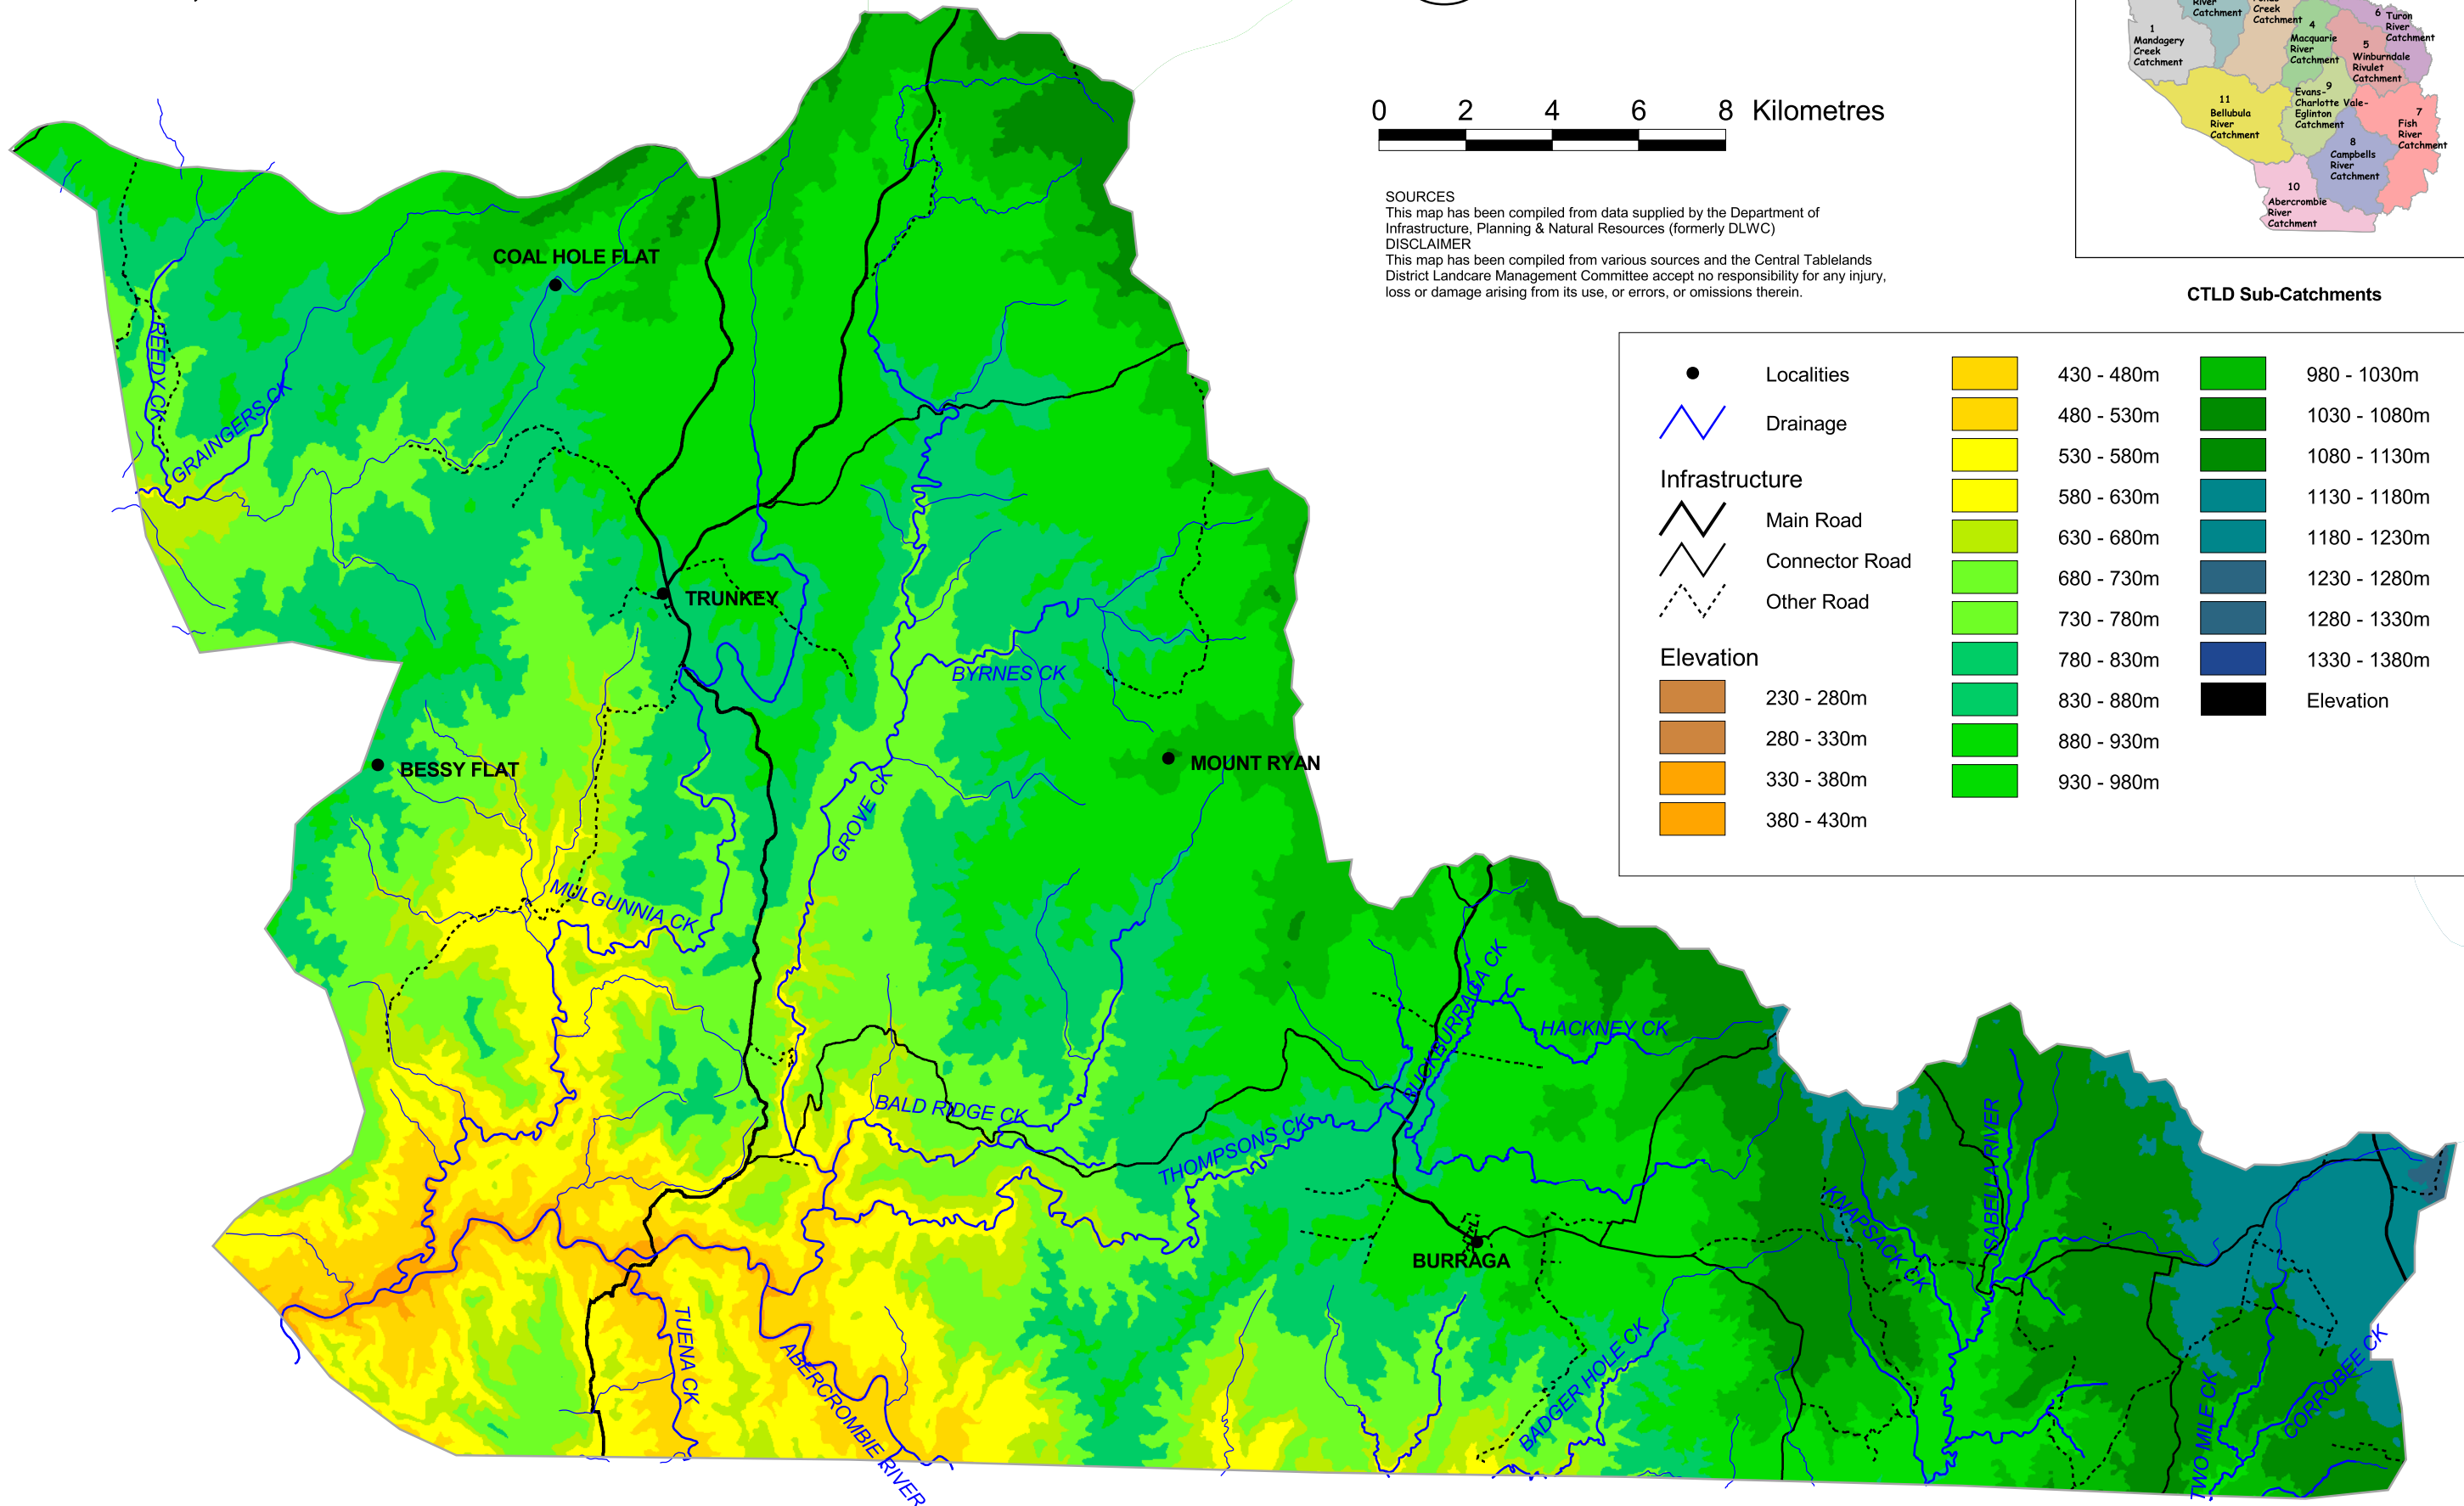 River
Catchment
Creek
Catchment
1
Mandagery
Creek
Catchment
4
Macquarie
River
Catchment
5
Winburndale
Rivulet
Catchment
6 Turon
River
Catchment
11
Bellubula
River
Catchment
9
Evans-
Charlotte Vale-
Eglinton
Catchment
7
Fish
River
Catchment
8
Campbells
River
Catchment
10
Abercrombie
River
Catchment
CTLD Sub-Catchments
0 2 4 6 8 Kilometres
SOURCES
This map has been compiled from data supplied by the Department of
Infrastructure, Planning & Natural Resources (formerly DLWC)
DISCLAIMER
This map has been compiled from various sources and the Central Tablelands
District Landcare Management Committee accept no responsibility for any injury,
loss or damage arising from its use, or errors, or omissions therein.
Localities
Drainage
Infrastructure
Main Road
Connector Road
Other Road
Elevation
230 - 280m
280 - 330m
330 - 380m
380 - 430m
430 - 480m
480 - 530m
530 - 580m
580 - 630m
630 - 680m
680 - 730m
730 - 780m
780 - 830m
830 - 880m
880 - 930m
930 - 980m
980 - 1030m
1030 - 1080m
1080 - 1130m
1130 - 1180m
1180 - 1230m
1230 - 1280m
1280 - 1330m
1330 - 1380m
Elevation
COAL HOLE FLAT
REEDY CK
GRAINGERS CK
TRUNKEY
BYRNES CK
BESSY FLAT
MOUNT RYAN
GROVE CK
MULGUNNIA CK
BALD RIDGE CK
THOMPSONS CK
BUCKBURRAGA CK
HACKNEY CK
BURRAGA
KNAPSACK CK
ISABELLA RIVER
TUENA CK
ABERCROMBIE RIVER
BADGER HOLE CK
TWO MILE CK
CORROBEE CK